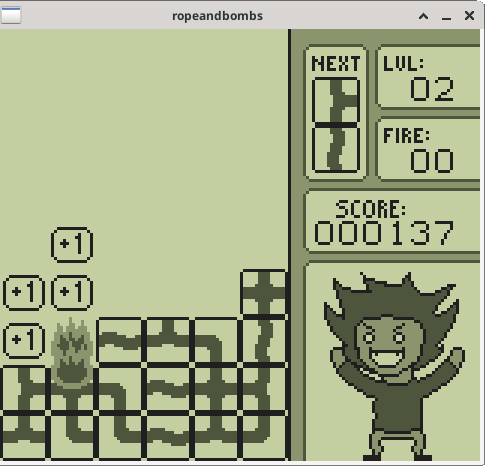 ropeandbombs
NEXT
LVL:
02
FIRE:
00
SCORE:
000137
+1
+1 +1
+1